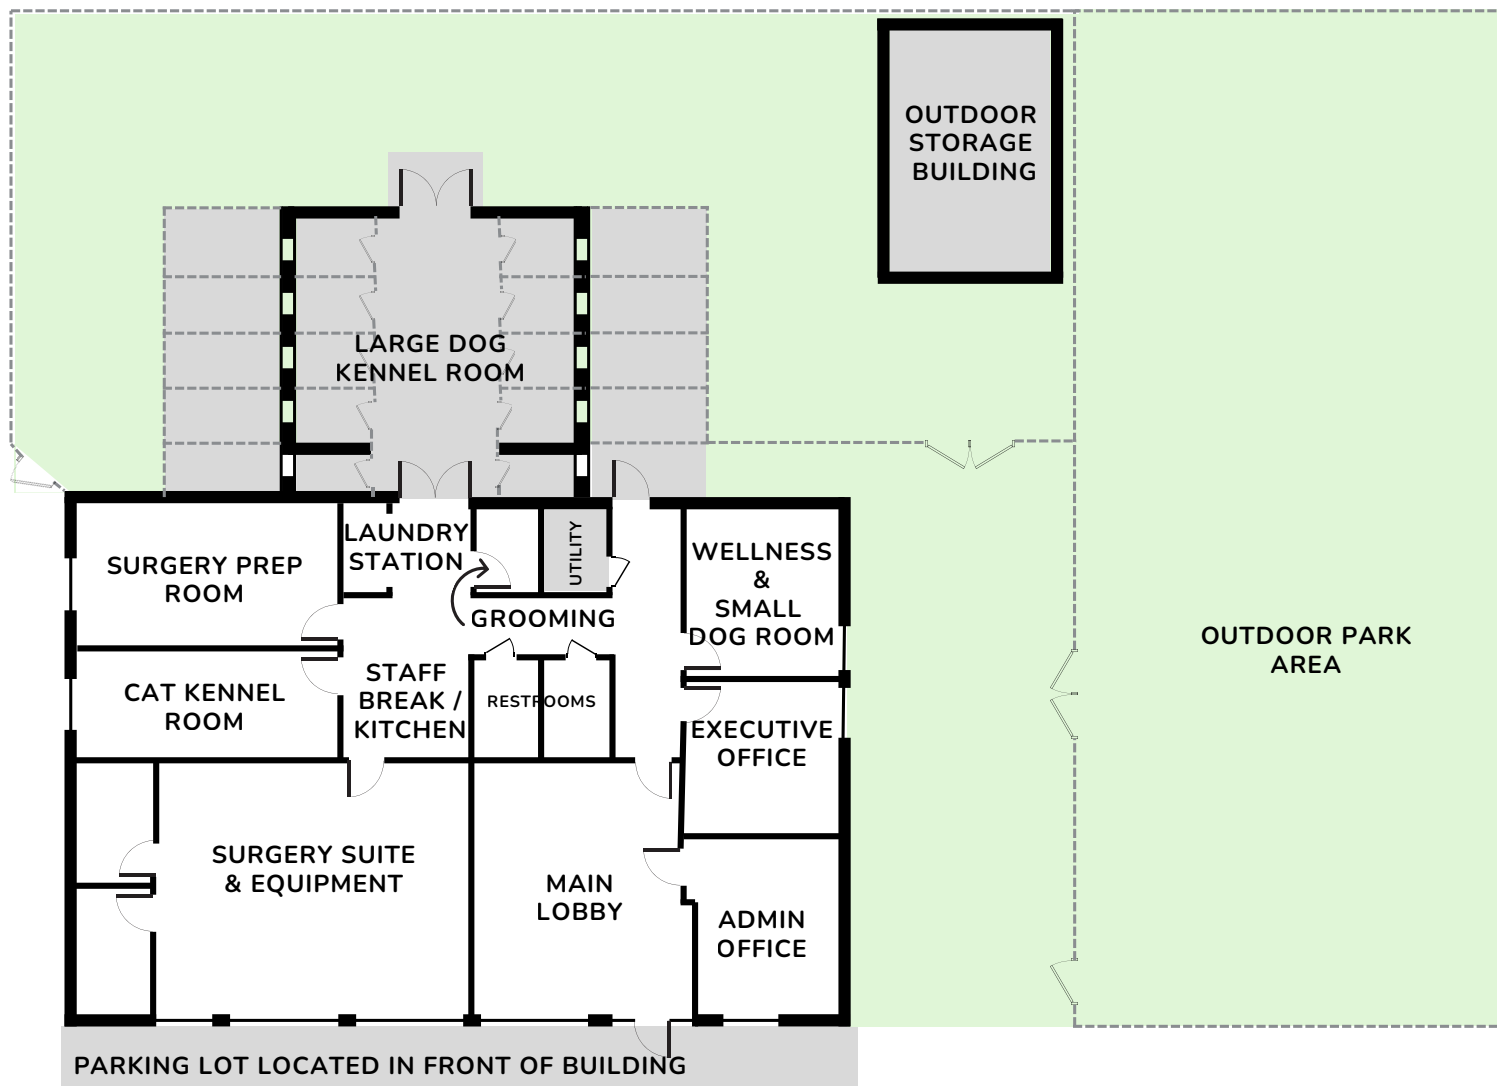 OUTDOOR
STORAGE
BUILDING
LARGE DOG
KENNEL ROOM
LAUNDRY
STATION
UTILITY
SURGERY PREP
ROOM
WELLNESS
&
SMALL
DOG ROOM
GROOMING
OUTDOOR PARK
AREA
STAFF
BREAK /
KITCHEN
CAT KENNEL
ROOM
RESTROOMS
EXECUTIVE
OFFICE
SURGERY SUITE
& EQUIPMENT
MAIN
LOBBY
ADMIN
OFFICE
PARKING LOT LOCATED IN FRONT OF BUILDING